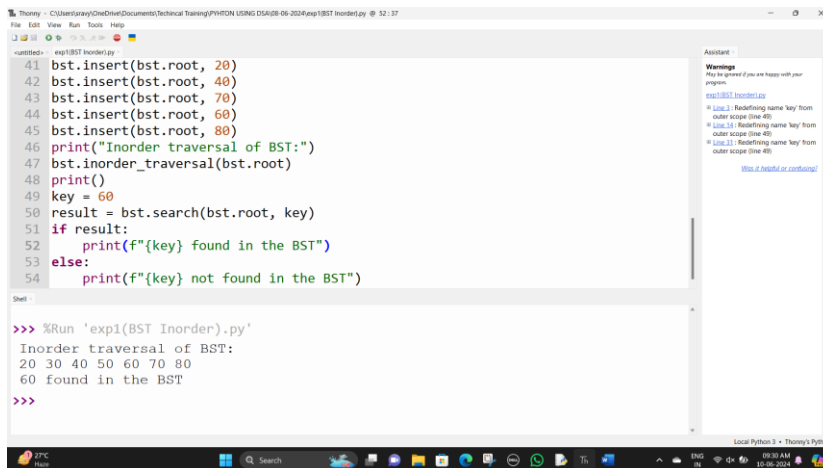 Thonny - C:\Users\sravy\OneDrive\Documents\Techincal Training\PYHTON USING DSA\08-06-2024\exp1(BST Inorder).py @ 52 : 37
File Edit View Run Tools Help
<untitled> exp1(BST Inorder).py
41 bst.insert(bst.root, 20)
42 bst.insert(bst.root, 40)
43 bst.insert(bst.root, 70)
44 bst.insert(bst.root, 60)
45 bst.insert(bst.root, 80)
46 print("Inorder traversal of BST:")
47 bst.inorder_traversal(bst.root)
48 print()
49 key = 60
50 result = bst.search(bst.root, key)
51 if result:
52     print(f"{key} found in the BST")
53 else:
54     print(f"{key} not found in the BST")
Assistant
Warnings
May be ignored if you are happy with your
program.
exp1(BST Inorder).py
Line 3 : Redefining name 'key' from
outer scope (line 49)
Line 14 : Redefining name 'key' from
outer scope (line 49)
Line 31 : Redefining name 'key' from
outer scope (line 49)
Was it helpful or confusing?
Shell
>>> %Run 'exp1(BST Inorder).py'
Inorder traversal of BST:
20 30 40 50 60 70 80
60 found in the BST
>>>
Local Python 3 • Thonny's Pyth
27°C
Haze
Search
ENG
IN
09:30 AM
10-06-2024